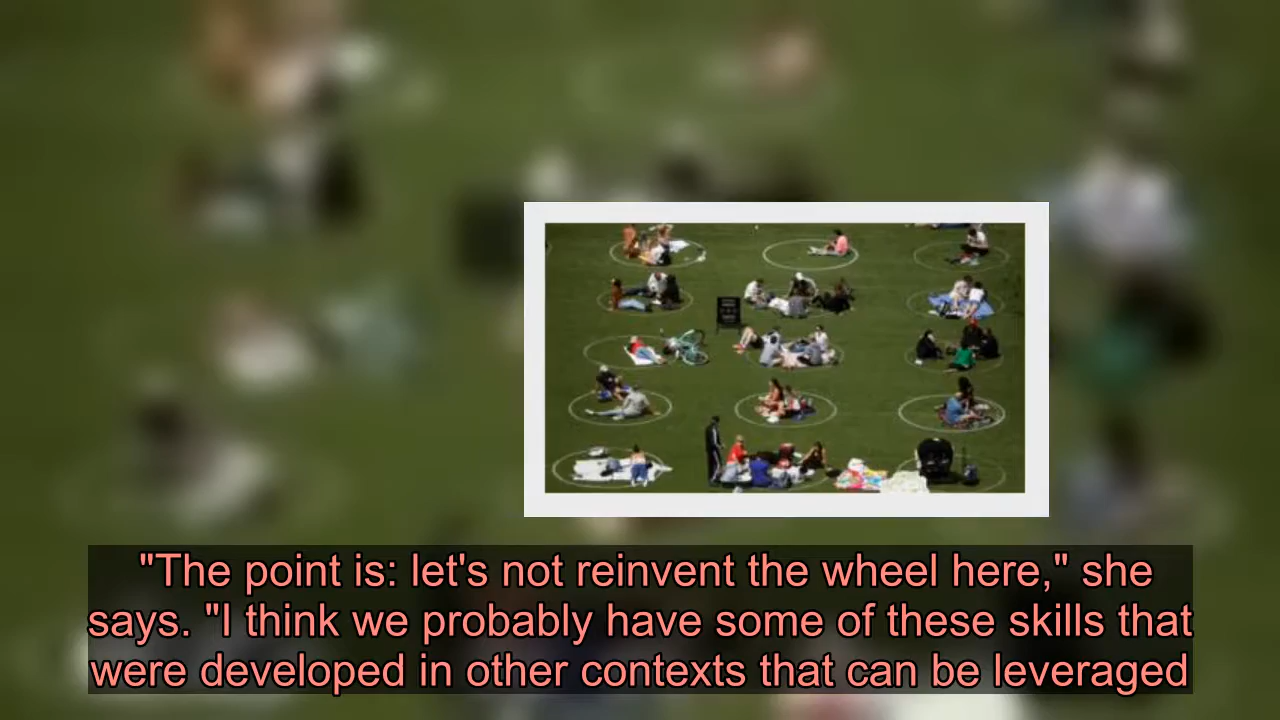 "The point is: let's not reinvent the wheel here," she
says. "I think we probably have some of these skills that
were developed in other contexts that can be leveraged